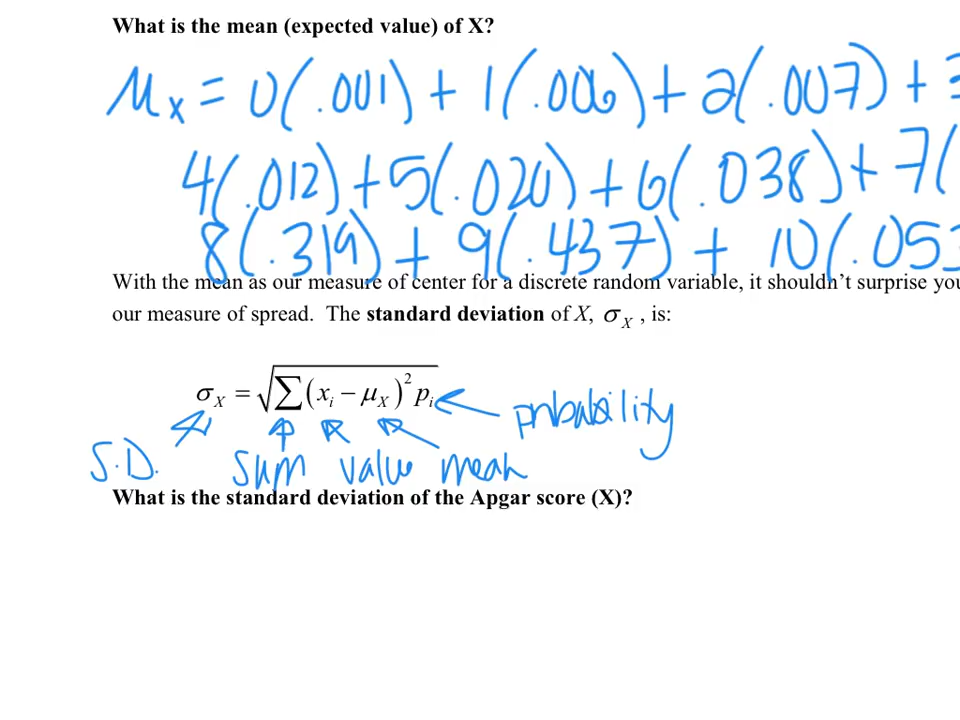 What is the mean (expected value) of X?
μx = 0(.001) + 1(.006) + 2(.007) + 3
4(.012) + 5(.020) + 6(.038) + 7(
8(.319) + 9(.437) + 10(.053
With the mean as our measure of center for a discrete random variable, it shouldn’t surprise you
our measure of spread. The standard deviation of X, σX , is:
σX = √∑(xi − μX)²pi probability
S.D. sum value mean
What is the standard deviation of the Apgar score (X)?